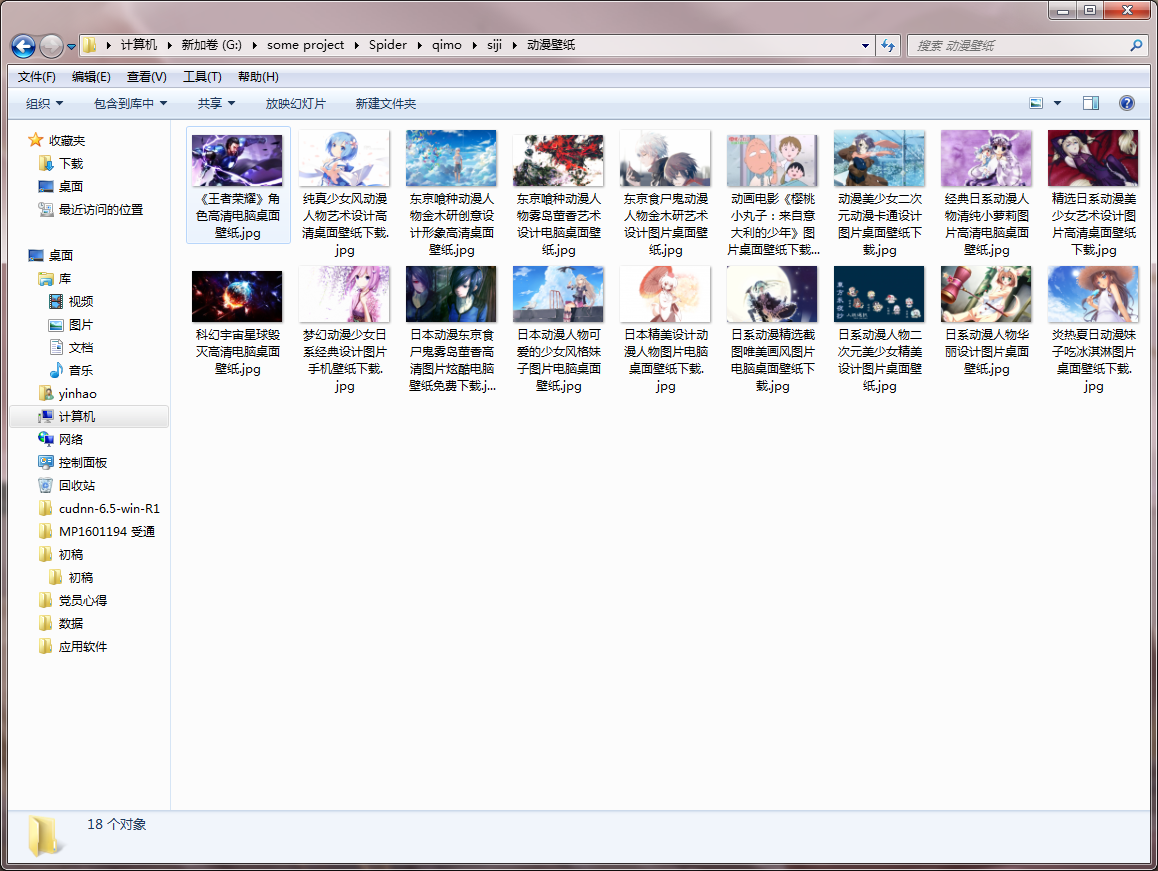 计算机 新加卷 (G:) some project Spider qimo siji 动漫壁纸
搜索 动漫壁纸
文件(F) 编辑(E) 查看(V) 工具(T) 帮助(H)
组织 包含到库中 共享 放映幻灯片 新建文件夹
收藏夹
下载
桌面
最近访问的位置
桌面
库
视频
图片
文档
音乐
yinhao
计算机
网络
控制面板
回收站
cudnn-6.5-win-R1
MP1601194 受通
初稿
初稿
党员心得
数据
应用软件
《王者荣耀》角
色高清电脑桌面
壁纸.jpg
纯真少女风动漫
人物艺术设计高
清桌面壁纸下载.
jpg
东京喰种动漫人
物金木研创意设
计形象高清桌面
壁纸.jpg
东京喰种动漫人
物雾岛董香艺术
设计电脑桌面壁
纸.jpg
东京食尸鬼动漫
人物金木研艺术
设计图片桌面壁
纸.jpg
动画电影《樱桃
小丸子：来自意
大利的少年》图
片桌面壁纸下载...
动漫美少女二次
元动漫卡通设计
图片桌面壁纸下
载.jpg
经典日系动漫人
物清纯小萝莉图
片高清电脑桌面
壁纸.jpg
精选日系动漫美
少女艺术设计图
片高清桌面壁纸
下载.jpg
科幻宇宙星球毁
灭高清电脑桌面
壁纸.jpg
梦幻动漫少女日
系经典设计图片
手机壁纸下载.
jpg
日本动漫东京食
尸鬼雾岛董香高
清图片炫酷电脑
壁纸免费下载.j...
日本动漫人物可
爱的少女风格妹
子图片电脑桌面
壁纸.jpg
日本精美设计动
漫人物图片电脑
桌面壁纸下载.
jpg
日系动漫精选截
图唯美画风图片
电脑桌面壁纸下
载.jpg
日系动漫人物二
次元美少女精美
设计图片桌面壁
纸.jpg
日系动漫人物华
丽设计图片桌面
壁纸.jpg
炎热夏日动漫妹
子吃冰淇淋图片
桌面壁纸下载.
jpg
18 个对象